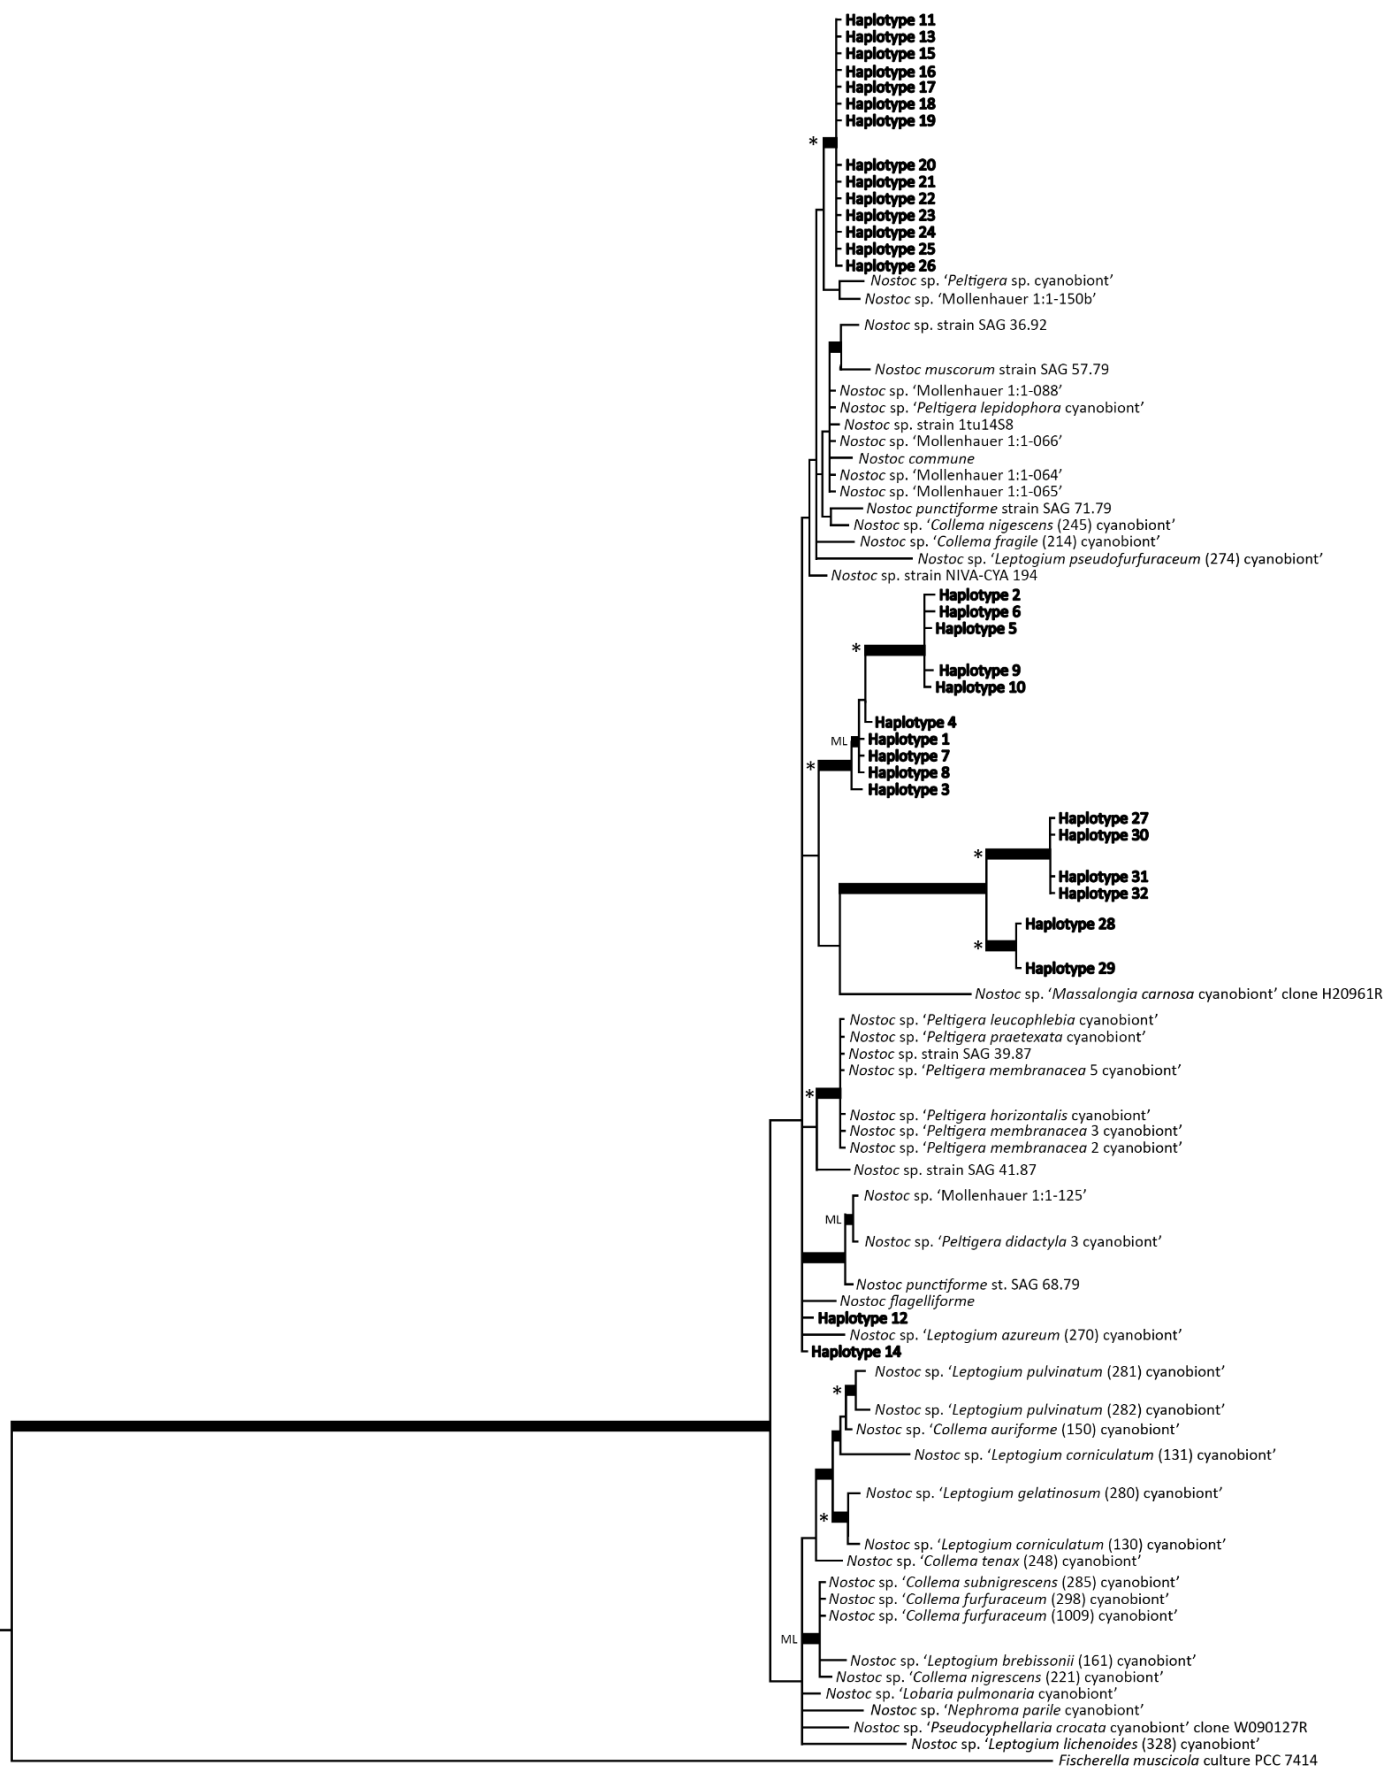 Haplotype 11
Haplotype 13
Haplotype 15
Haplotype 16
Haplotype 17
Haplotype 18
Haplotype 19
*
Haplotype 20
Haplotype 21
Haplotype 22
Haplotype 23
Haplotype 24
Haplotype 25
Haplotype 26
Nostoc sp. ‘Peltigera sp. cyanobiont’
Nostoc sp. ‘Mollenhauer 1:1-150b’
Nostoc sp. strain SAG 36.92
Nostoc muscorum strain SAG 57.79
Nostoc sp. ‘Mollenhauer 1:1-088’
Nostoc sp. ‘Peltigera lepidophora cyanobiont’
Nostoc sp. strain 1tu14S8
Nostoc sp. ‘Mollenhauer 1:1-066’
Nostoc commune
Nostoc sp. ‘Mollenhauer 1:1-064’
Nostoc sp. ‘Mollenhauer 1:1-065’
Nostoc punctiforme strain SAG 71.79
Nostoc sp. ‘Collema nigescens (245) cyanobiont’
Nostoc sp. ‘Collema fragile (214) cyanobiont’
Nostoc sp. ‘Leptogium pseudofurfuraceum (274) cyanobiont’
Nostoc sp. strain NIVA-CYA 194
Haplotype 2
Haplotype 6
Haplotype 5
*
Haplotype 9
Haplotype 10
Haplotype 4
ML Haplotype 1
Haplotype 7
* Haplotype 8
Haplotype 3
Haplotype 27
Haplotype 30
*
Haplotype 31
Haplotype 32
Haplotype 28
*
Haplotype 29
Nostoc sp. ‘Massalongia carnosa cyanobiont’ clone H20961R
Nostoc sp. ‘Peltigera leucophlebia cyanobiont’
Nostoc sp. ‘Peltigera praetexata cyanobiont’
Nostoc sp. strain SAG 39.87
Nostoc sp. ‘Peltigera membranacea 5 cyanobiont’
*
Nostoc sp. ‘Peltigera horizontalis cyanobiont’
Nostoc sp. ‘Peltigera membranacea 3 cyanobiont’
Nostoc sp. ‘Peltigera membranacea 2 cyanobiont’
Nostoc sp. strain SAG 41.87
Nostoc sp. ‘Mollenhauer 1:1-125’
ML
Nostoc sp. ‘Peltigera didactyla 3 cyanobiont’
Nostoc punctiforme st. SAG 68.79
Nostoc flagelliforme
Haplotype 12
Nostoc sp. ‘Leptogium azureum (270) cyanobiont’
Haplotype 14
Nostoc sp. ‘Leptogium pulvinatum (281) cyanobiont’
*
Nostoc sp. ‘Leptogium pulvinatum (282) cyanobiont’
Nostoc sp. ‘Collema auriforme (150) cyanobiont’
Nostoc sp. ‘Leptogium corniculatum (131) cyanobiont’
Nostoc sp. ‘Leptogium gelatinosum (280) cyanobiont’
*
Nostoc sp. ‘Leptogium corniculatum (130) cyanobiont’
Nostoc sp. ‘Collema tenax (248) cyanobiont’
Nostoc sp. ‘Collema subnigrescens (285) cyanobiont’
Nostoc sp. ‘Collema furfuraceum (298) cyanobiont’
Nostoc sp. ‘Collema furfuraceum (1009) cyanobiont’
ML
Nostoc sp. ‘Leptogium brebissonii (161) cyanobiont’
Nostoc sp. ‘Collema nigrescens (221) cyanobiont’
Nostoc sp. ‘Lobaria pulmonaria cyanobiont’
Nostoc sp. ‘Nephroma parile cyanobiont’
Nostoc sp. ‘Pseudocyphellaria crocata cyanobiont’ clone W090127R
Nostoc sp. ‘Leptogium lichenoides (328) cyanobiont’
Fischerella muscicola culture PCC 7414